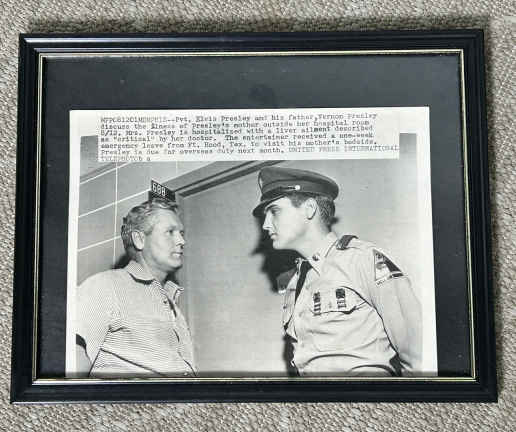 MFP081201MEMPHIS--Pvt. Elvis Presley and his father, Vernon Presley
discuss the ilness of Presley's mother outside her hospital room
8/12. Mrs. Presley is hospitalized with a liver ailment described
as "critical" by her doctor. The entertainer received a one-week
emergency leave from Ft. Hood, Tex. to visit his mother's bedside.
Presley is due for overseas duty next month. UNITED PRESS INTERNATIONAL
TELEPHOTO a
688